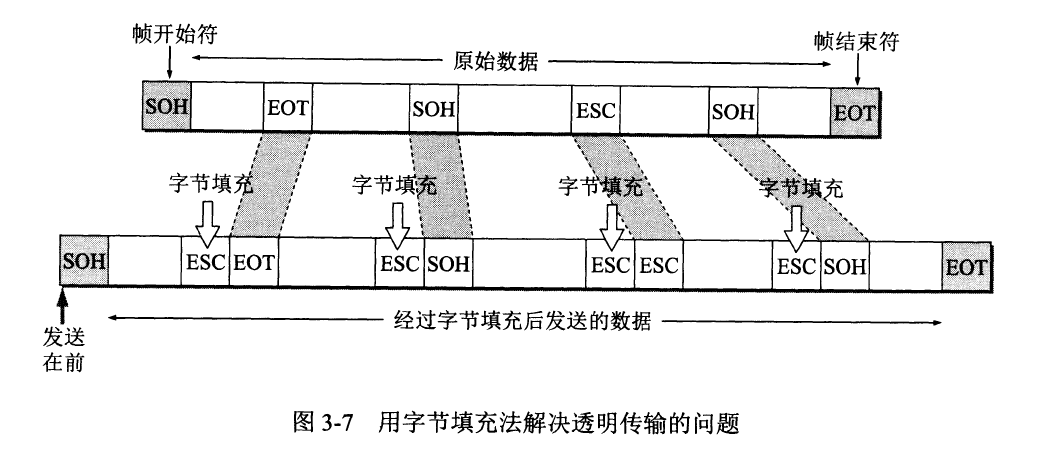 帧开始符 原始数据 帧结束符
SOH EOT SOH ESC SOH EOT
字节填充 字节填充 字节填充 字节填充
SOH ESC EOT ESC SOH ESC ESC ESC SOH EOT
经过字节填充后发送的数据
发送
在前
图 3-7 用字节填充法解决透明传输的问题